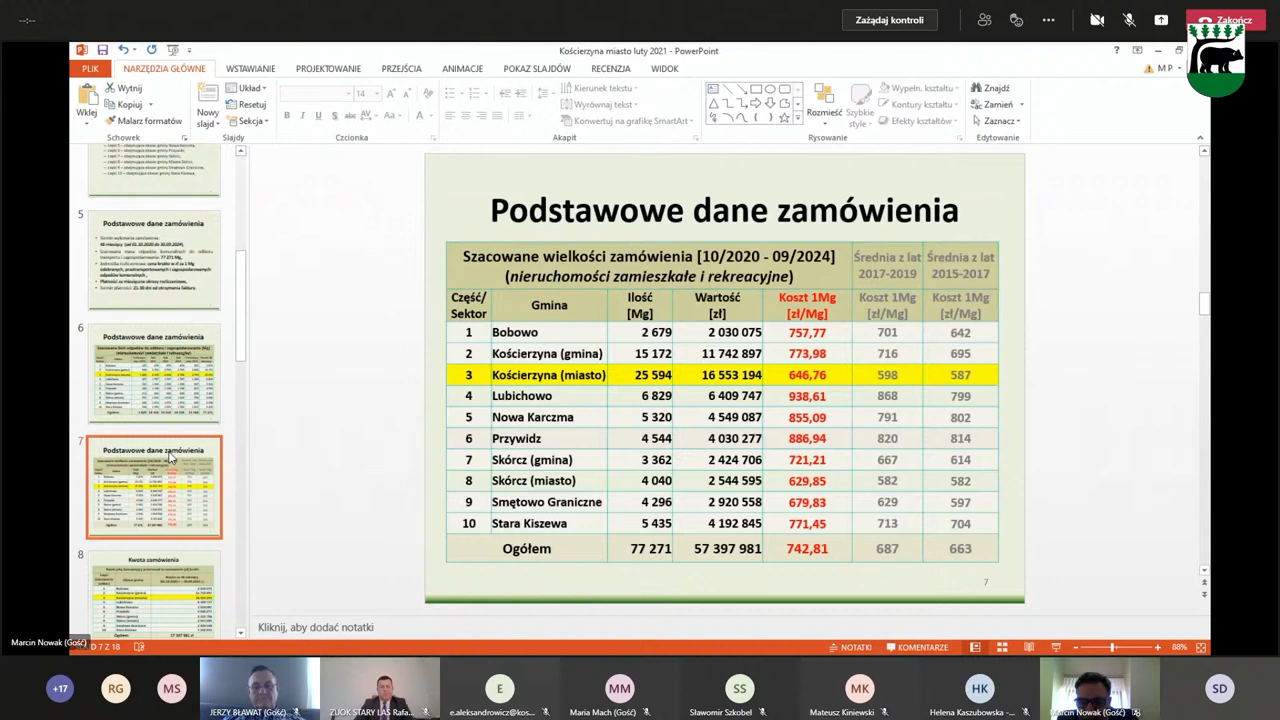 --:--
Zażądaj kontroli
Zakończ
Kościerzyna miasto luty 2021 - PowerPoint
PLIK NARZĘDZIA GŁÓWNE WSTAWIANIE PROJEKTOWANIE PRZEJŚCIA ANIMACJE POKAZ SLAJDÓW RECENZJA WIDOK
M P
Wklej
Wytnij
Kopiuj
Malarz formatów
Schowek
Nowy slajd
Układ
Resetuj
Sekcja
Slajdy
14
Czcionka
Kierunek tekstu
Wyrównaj tekst
Konwertuj na grafikę SmartArt
Akapit
Rozmieść
Szybkie style
Wypełn. kształtu
Kontury kształtu
Efekty kształtu
Rysowanie
Znajdź
Zamień
Zaznacz
Edytowanie
5
Podstawowe dane zamówienia
6
Podstawowe dane zamówienia
7
Podstawowe dane zamówienia
8
Kwota zamówienia
Podstawowe dane zamówienia
Szacowane wielkości zamówienia [10/2020 - 09/2024]
(nieruchomości zamieszkałe i rekreacyjne)
Średnia z lat 2017-2019
Średnia z lat 2015-2017
Część/ Sektor Gmina Ilość [Mg] Wartość [zł] Koszt 1Mg [zł/Mg] Koszt 1Mg [zł/Mg] Koszt 1Mg [zł/Mg]
1 Bobowo 2 679 2 030 075 757,77 701 642
2 Kościerzyna (gmina) 15 172 11 742 897 773,98 716 695
3 Kościerzyna (miasto) 25 594 16 553 194 646,76 598 587
4 Lubichowo 6 829 6 409 747 938,61 868 799
5 Nowa Karczma 5 320 4 549 087 855,09 791 802
6 Przywidz 4 544 4 030 277 886,94 820 814
7 Skórcz (gmina) 3 362 2 424 706 721,21 667 614
8 Skórcz (miasto) 4 040 2 544 595 629,85 582 582
9 Smętowo Graniczne 4 296 2 920 558 679,83 629 597
10 Stara Kiszewa 5 435 4 192 845 771,45 713 704
Ogółem 77 271 57 397 981 742,81 687 663
7
Kliknij, aby dodać notatki
Marcin Nowak (Gość)
D 7 Z 18
NOTATKI KOMENTARZE 88%
+17
RG
MS
JERZY BŁAWAT (Gość)
ZUOK STARY LAS Rafa...
E
e.aleksandrowicz@kos...
MM
Maria Mach (Gość)
SS
Sławomir Szkobel
MK
Mateusz Kiniewski
HK
Helena Kaszubowska -...
Marcin Nowak (Gość)
SD